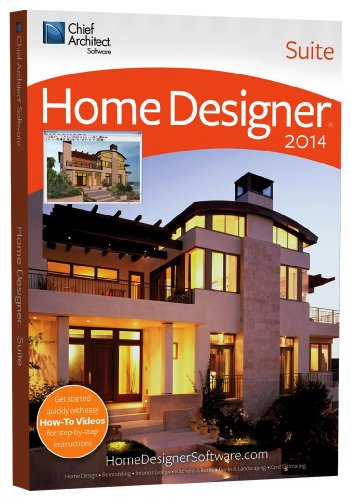 Chief
Architect
Software
Suite
Home Designer®
2014
Get started
quickly with easy
How-To Videos
for step-by-step
instructions
HomeDesignerSoftware.com
Home Design • Remodeling • Interior Design • Kitchens & Baths • Decks & Landscaping • Cost Estimating
Chief Architect Software
Home Designer Suite